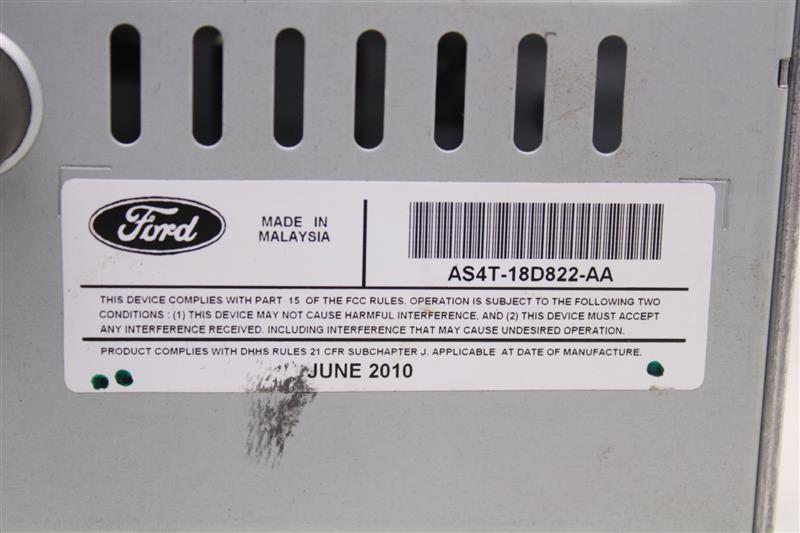 Ford
MADE IN
MALAYSIA
AS4T-18D822-AA
THIS DEVICE COMPLIES WITH PART 15 OF THE FCC RULES. OPERATION IS SUBJECT TO THE FOLLOWING TWO
CONDITIONS : (1) THIS DEVICE MAY NOT CAUSE HARMFUL INTERFERENCE, AND (2) THIS DEVICE MUST ACCEPT
ANY INTERFERENCE RECEIVED. INCLUDING INTERFERENCE THAT MAY CAUSE UNDESIRED OPERATION.
PRODUCT COMPLIES WITH DHHS RULES 21 CFR SUBCHAPTER J. APPLICABLE AT DATE OF MANUFACTURE.
JUNE 2010